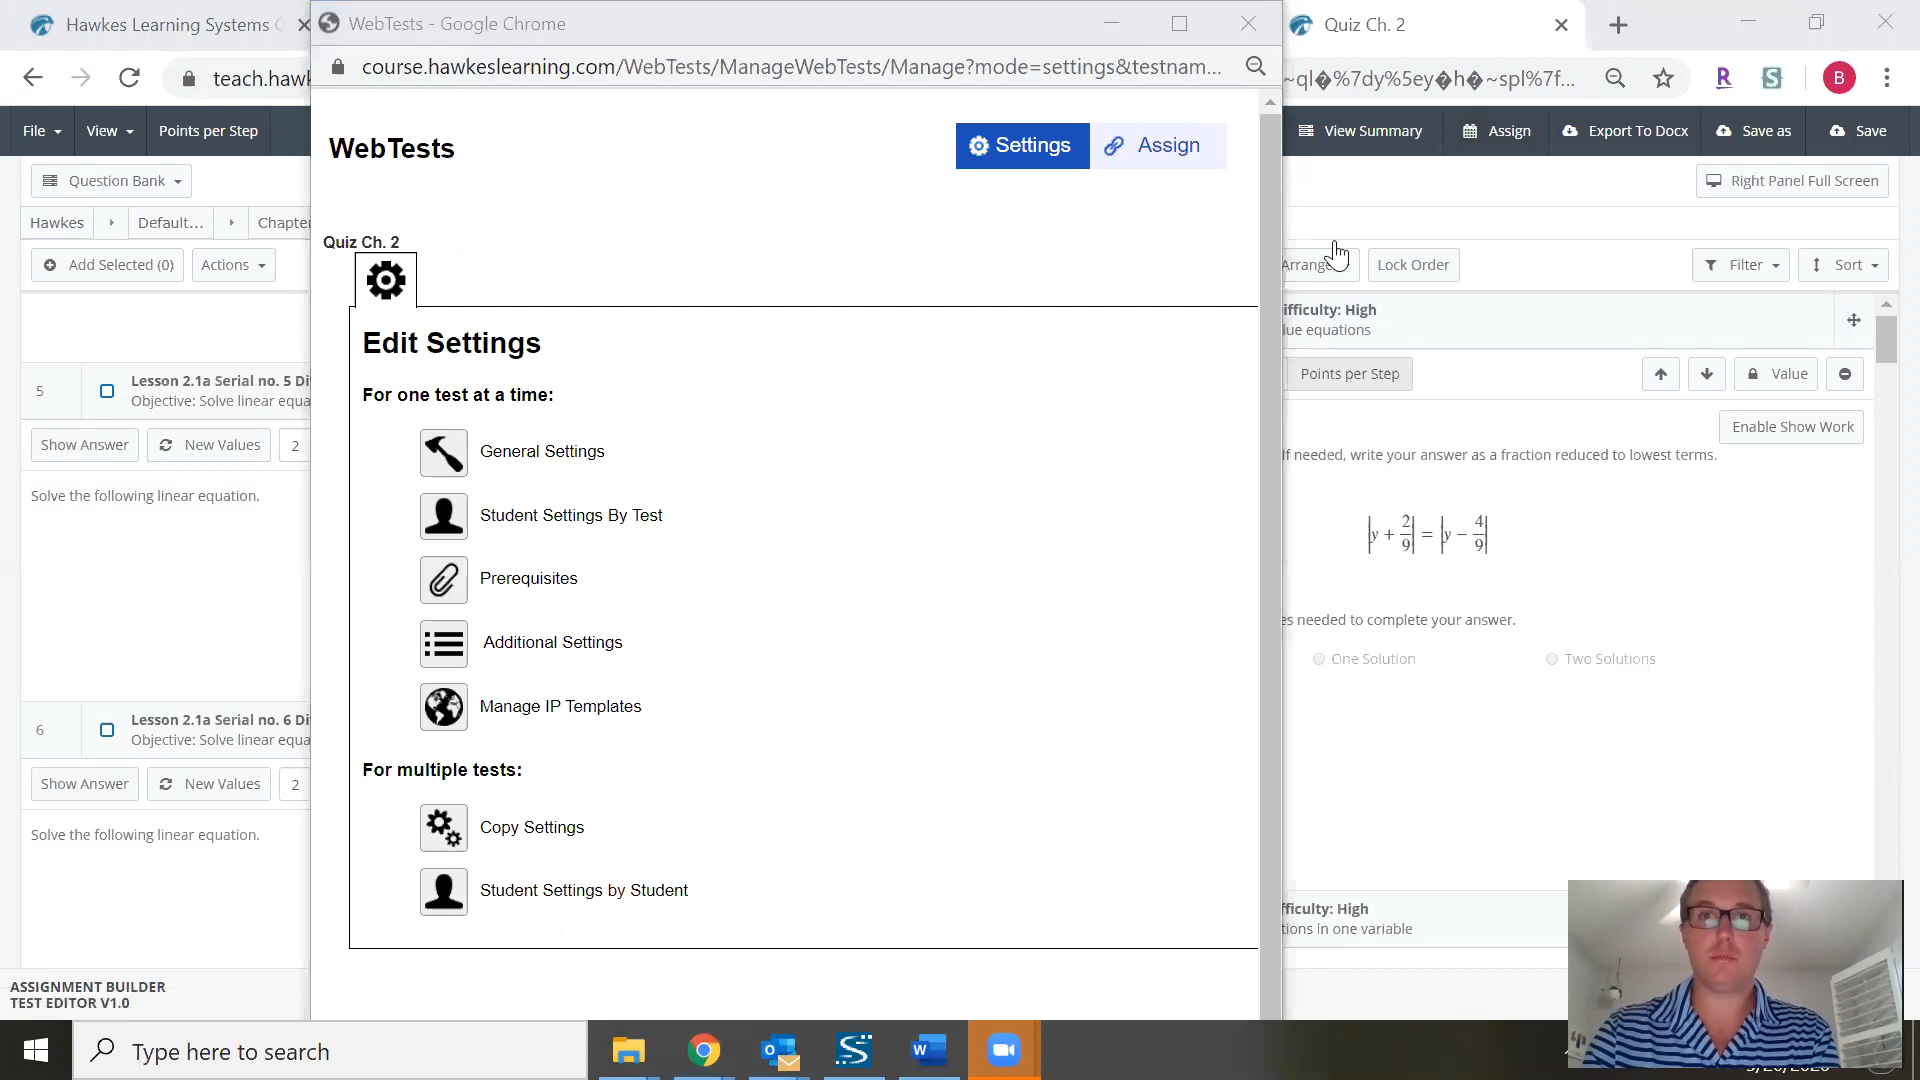 Hawkes Learning Systems
WebTests - Google Chrome
Quiz Ch. 2
teach.haw
course.hawkeslearning.com/WebTests/ManageWebTests/Manage?mode=settings&testnam...
~ql�%7dy%5ey�h�~spl%7f...
B
File
View
Points per Step
View Summary
Assign
Export To Docx
Save as
Save
WebTests
Settings
Assign
Question Bank
Right Panel Full Screen
Hawkes
Default...
Chapter
Quiz Ch. 2
Add Selected (0)
Actions
Arrange
Lock Order
Filter
Sort
Edit Settings
For one test at a time:
General Settings
Student Settings By Test
Prerequisites
Additional Settings
Manage IP Templates
For multiple tests:
Copy Settings
Student Settings by Student
5
Lesson 2.1a Serial no. 5 Di
Objective: Solve linear equa
Show Answer
New Values
2
Solve the following linear equation.
6
Lesson 2.1a Serial no. 6 Di
Objective: Solve linear equa
Show Answer
New Values
2
Solve the following linear equation.
ifficulty: High
lue equations
Points per Step
Value
Enable Show Work
If needed, write your answer as a fraction reduced to lowest terms.
|y + 2/9| = |y − 4/9|
es needed to complete your answer.
One Solution
Two Solutions
fficulty: High
tions in one variable
ASSIGNMENT BUILDER
TEST EDITOR V1.0
Type here to search